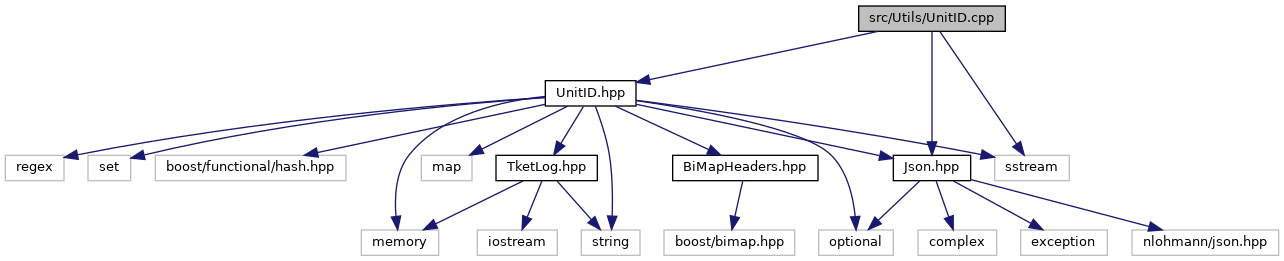 src/Utils/UnitID.cpp
UnitID.hpp
regex
set
boost/functional/hash.hpp
map
TketLog.hpp
BiMapHeaders.hpp
Json.hpp
sstream
memory
iostream
string
boost/bimap.hpp
optional
complex
exception
nlohmann/json.hpp